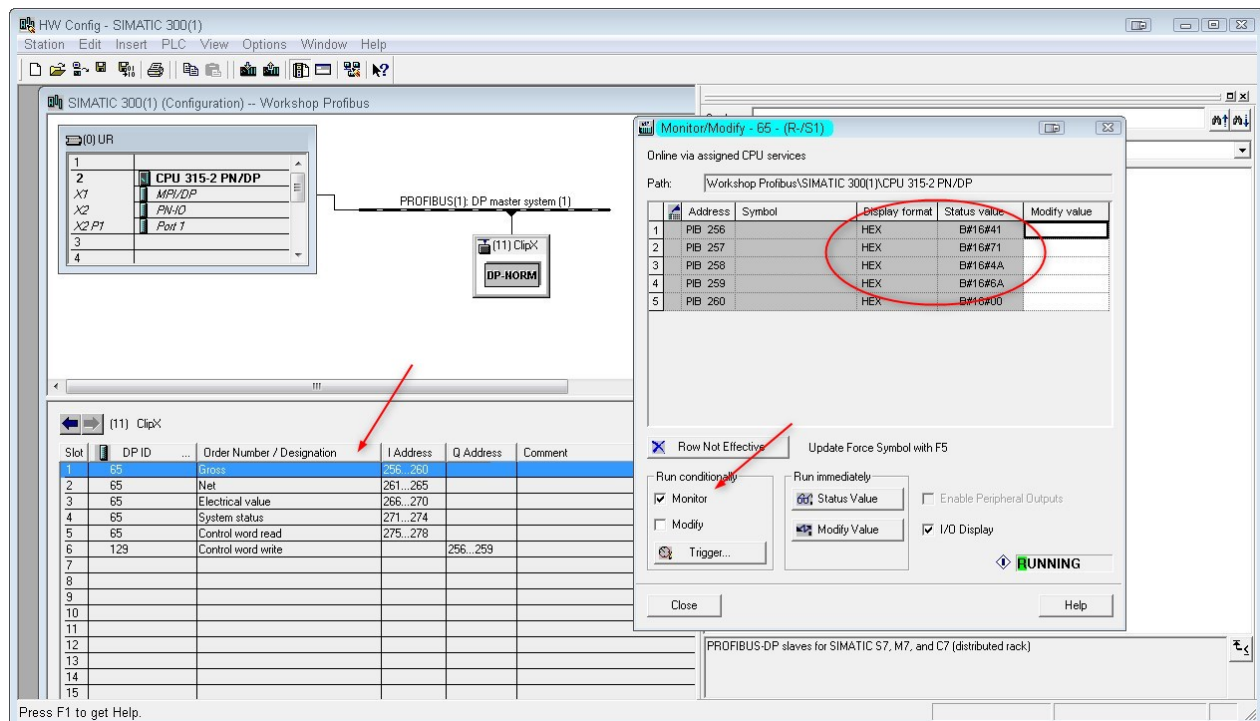 HW Config - SIMATIC 300(1)
Station Edit Insert PLC View Options Window Help
SIMATIC 300(1) (Configuration) -- Workshop Profibus
(0) UR
1
2 CPU 315-2 PN/DP
X1 MPI/DP
X2 PN-IO
X2 P1 Port 1
3
4
PROFIBUS(1): DP master system (1)
(11) ClipX
DP-NORM
Monitor/Modify - 65 - (R-/S1)
Online via assigned CPU services
Path: Workshop Profibus\SIMATIC 300(1)\CPU 315-2 PN/DP
Address Symbol Display format Status value Modify value
1 PIB 256 HEX B#16#41
2 PIB 257 HEX B#16#71
3 PIB 258 HEX B#16#4A
4 PIB 259 HEX B#16#6A
5 PIB 260 HEX B#16#00
Row Not Effective Update Force Symbol with F5
Run conditionally Run immediately
Monitor Status Value Enable Peripheral Outputs
Modify Modify Value I/O Display
Trigger... RUNNING
Close Help
(11) ClipX
Slot DP ID ... Order Number / Designation I Address Q Address Comment
1 65 Gross 256...260
2 65 Net 261...265
3 65 Electrical value 266...270
4 65 System status 271...274
5 65 Control word read 275...278
6 129 Control word write 256...259
7
8
9
10
11
12
13
14
15
PROFIBUS-DP slaves for SIMATIC S7, M7, and C7 (distributed rack)
Press F1 to get Help.